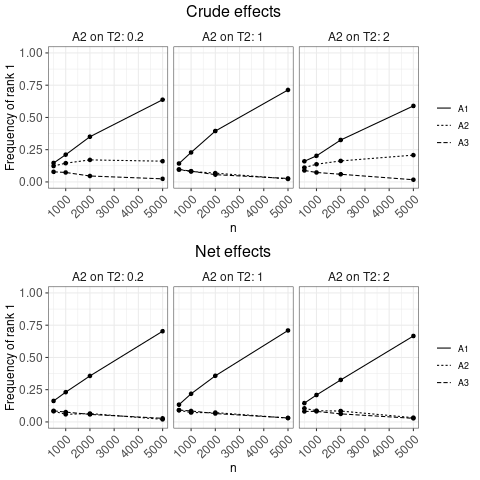 Crude effects
A2 on T2: 0.2
A2 on T2: 1
A2 on T2: 2
Frequency of rank 1
1.00
0.75
0.50
0.25
0.00
1000 2000 3000 4000 5000
1000 2000 3000 4000 5000
1000 2000 3000 4000 5000
n
A1
A2
A3
Net effects
A2 on T2: 0.2
A2 on T2: 1
A2 on T2: 2
Frequency of rank 1
1.00
0.75
0.50
0.25
0.00
1000 2000 3000 4000 5000
1000 2000 3000 4000 5000
1000 2000 3000 4000 5000
n
A1
A2
A3